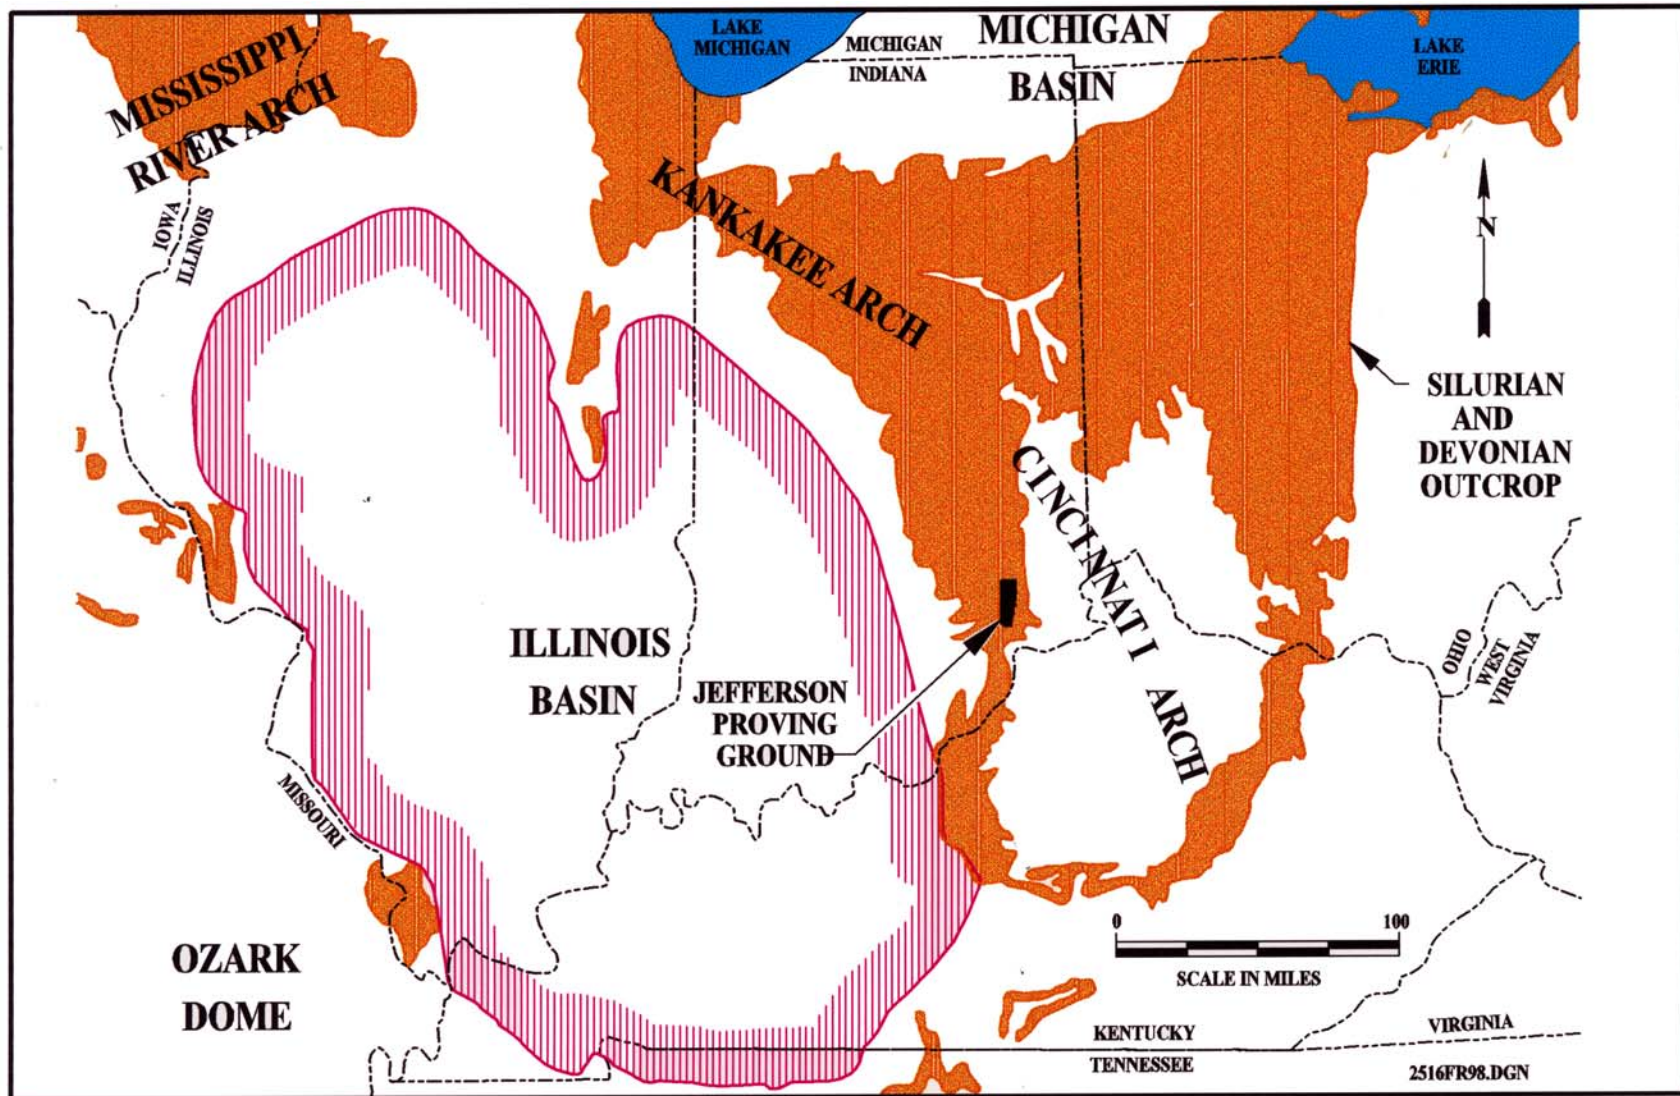 LAKE
MICHIGAN
MICHIGAN
INDIANA
MICHIGAN
BASIN
LAKE
ERIE
MISSISSIPPI
RIVER ARCH
IOWA
ILLINOIS
KANKAKEE ARCH
N
SILURIAN
AND
DEVONIAN
OUTCROP
CINCINNATI ARCH
ILLINOIS
BASIN
JEFFERSON
PROVING
GROUND
OHIO
WEST
VIRGINIA
MISSOURI
OZARK
DOME
0 100
SCALE IN MILES
KENTUCKY
TENNESSEE
VIRGINIA
2516FR98.DGN